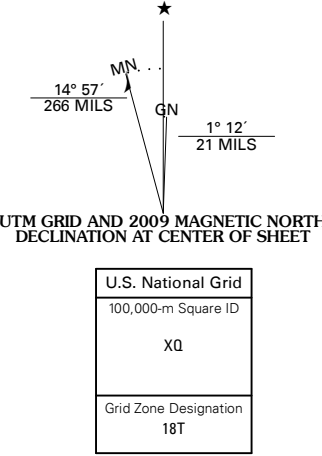 ★
MN
14° 57´
266 MILS
GN
1° 12´
21 MILS
UTM GRID AND 2009 MAGNETIC NORTH
DECLINATION AT CENTER OF SHEET
U.S. National Grid
100,000-m Square ID
XQ
Grid Zone Designation
18T